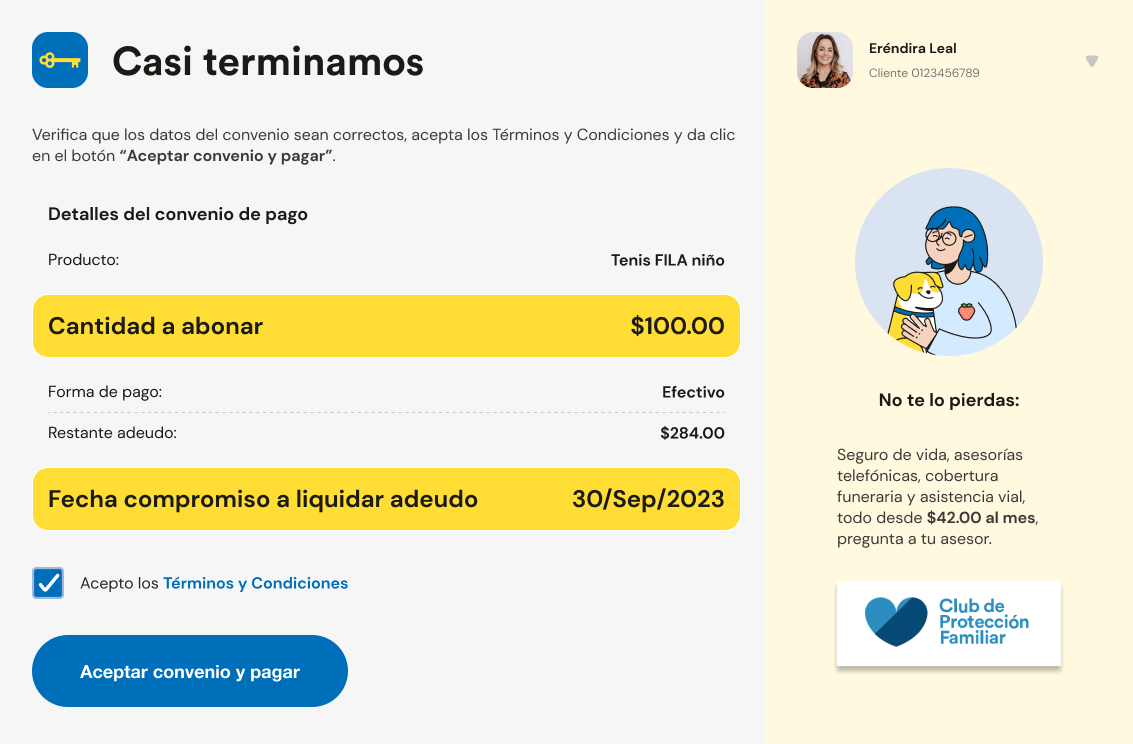 Casi terminamos
Verifica que los datos del convenio sean correctos, acepta los Términos y Condiciones y da clic
en el botón “Aceptar convenio y pagar”.
Detalles del convenio de pago
Producto: Tenis FILA niño
Cantidad a abonar $100.00
Forma de pago: Efectivo
Restante adeudo: $284.00
Fecha compromiso a liquidar adeudo 30/Sep/2023
Acepto los Términos y Condiciones
Aceptar convenio y pagar
Eréndira Leal
Cliente 0123456789
No te lo pierdas:
Seguro de vida, asesorías
telefónicas, cobertura
funeraria y asistencia vial,
todo desde $42.00 al mes,
pregunta a tu asesor.
Club de
Protección
Familiar